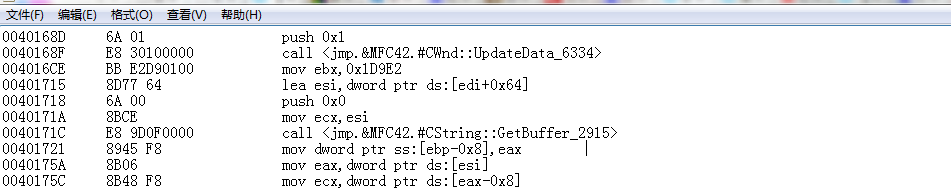 文件(F) 编辑(E) 格式(O) 查看(V) 帮助(H)
0040168D 6A 01 push 0x1
0040168F E8 30100000 call <jmp.&MFC42.#CWnd::UpdateData_6334>
004016CE BB E2D90100 mov ebx,0x1D9E2
00401715 8D77 64 lea esi,dword ptr ds:[edi+0x64]
00401718 6A 00 push 0x0
0040171A 8BCE mov ecx,esi
0040171C E8 9D0F0000 call <jmp.&MFC42.#CString::GetBuffer_2915>
00401721 8945 F8 mov dword ptr ss:[ebp-0x8],eax
0040175A 8B06 mov eax,dword ptr ds:[esi]
0040175C 8B48 F8 mov ecx,dword ptr ds:[eax-0x8]